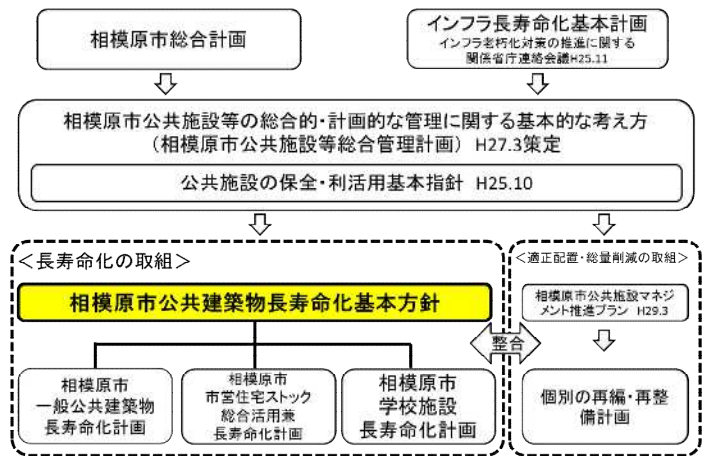 相模原市総合計画
インフラ長寿命化基本計画
インフラ老朽化対策の推進に関する
関係省庁連絡会議H25.11
相模原市公共施設等の総合的・計画的な管理に関する基本的な考え方
（相模原市公共施設等総合管理計画） H27.3策定
公共施設の保全・利活用基本指針 H25.10
＜長寿命化の取組＞
相模原市公共建築物長寿命化基本方針
相模原市
一般公共建築物
長寿命化計画
相模原市
市営住宅ストック
総合活用兼
長寿命化計画
相模原市
学校施設
長寿命化計画
整合
＜適正配置・総量削減の取組＞
相模原市公共施設マネジ
メント推進プラン H29.3
個別の再編・再整
備計画